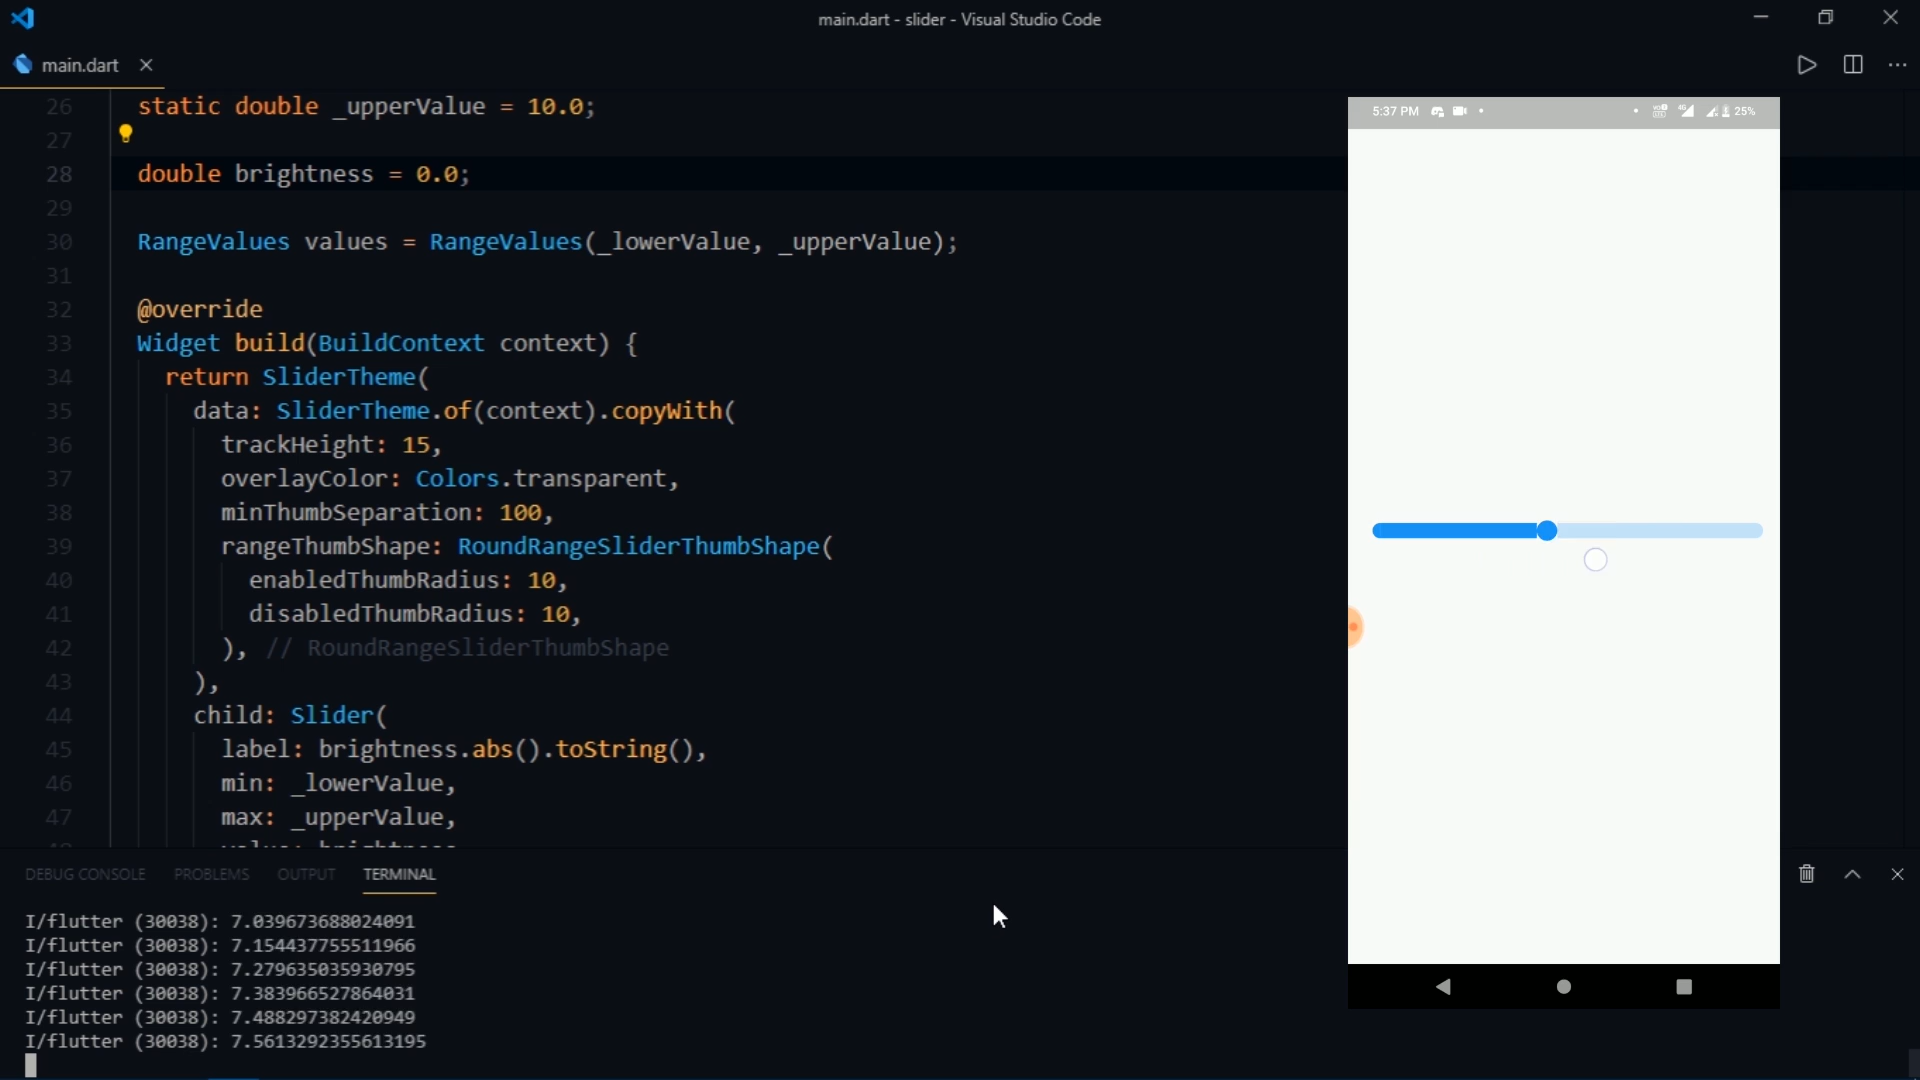 main.dart - slider - Visual Studio Code
main.dart
26 static double _upperValue = 10.0;
27
28 double brightness = 0.0;
29
30 RangeValues values = RangeValues(_lowerValue, _upperValue);
31
32 @override
33 Widget build(BuildContext context) {
34 return SliderTheme(
35 data: SliderTheme.of(context).copyWith(
36 trackHeight: 15,
37 overlayColor: Colors.transparent,
38 minThumbSeparation: 100,
39 rangeThumbShape: RoundRangeSliderThumbShape(
40 enabledThumbRadius: 10,
41 disabledThumbRadius: 10,
42 ), // RoundRangeSliderThumbShape
43 ),
44 child: Slider(
45 label: brightness.abs().toString(),
46 min: _lowerValue,
47 max: _upperValue,
5:37 PM
25%
DEBUG CONSOLE PROBLEMS OUTPUT TERMINAL
I/flutter (30038): 7.039673688024091
I/flutter (30038): 7.154437755511966
I/flutter (30038): 7.279635035930795
I/flutter (30038): 7.383966527864031
I/flutter (30038): 7.488297382420949
I/flutter (30038): 7.5613292355613195